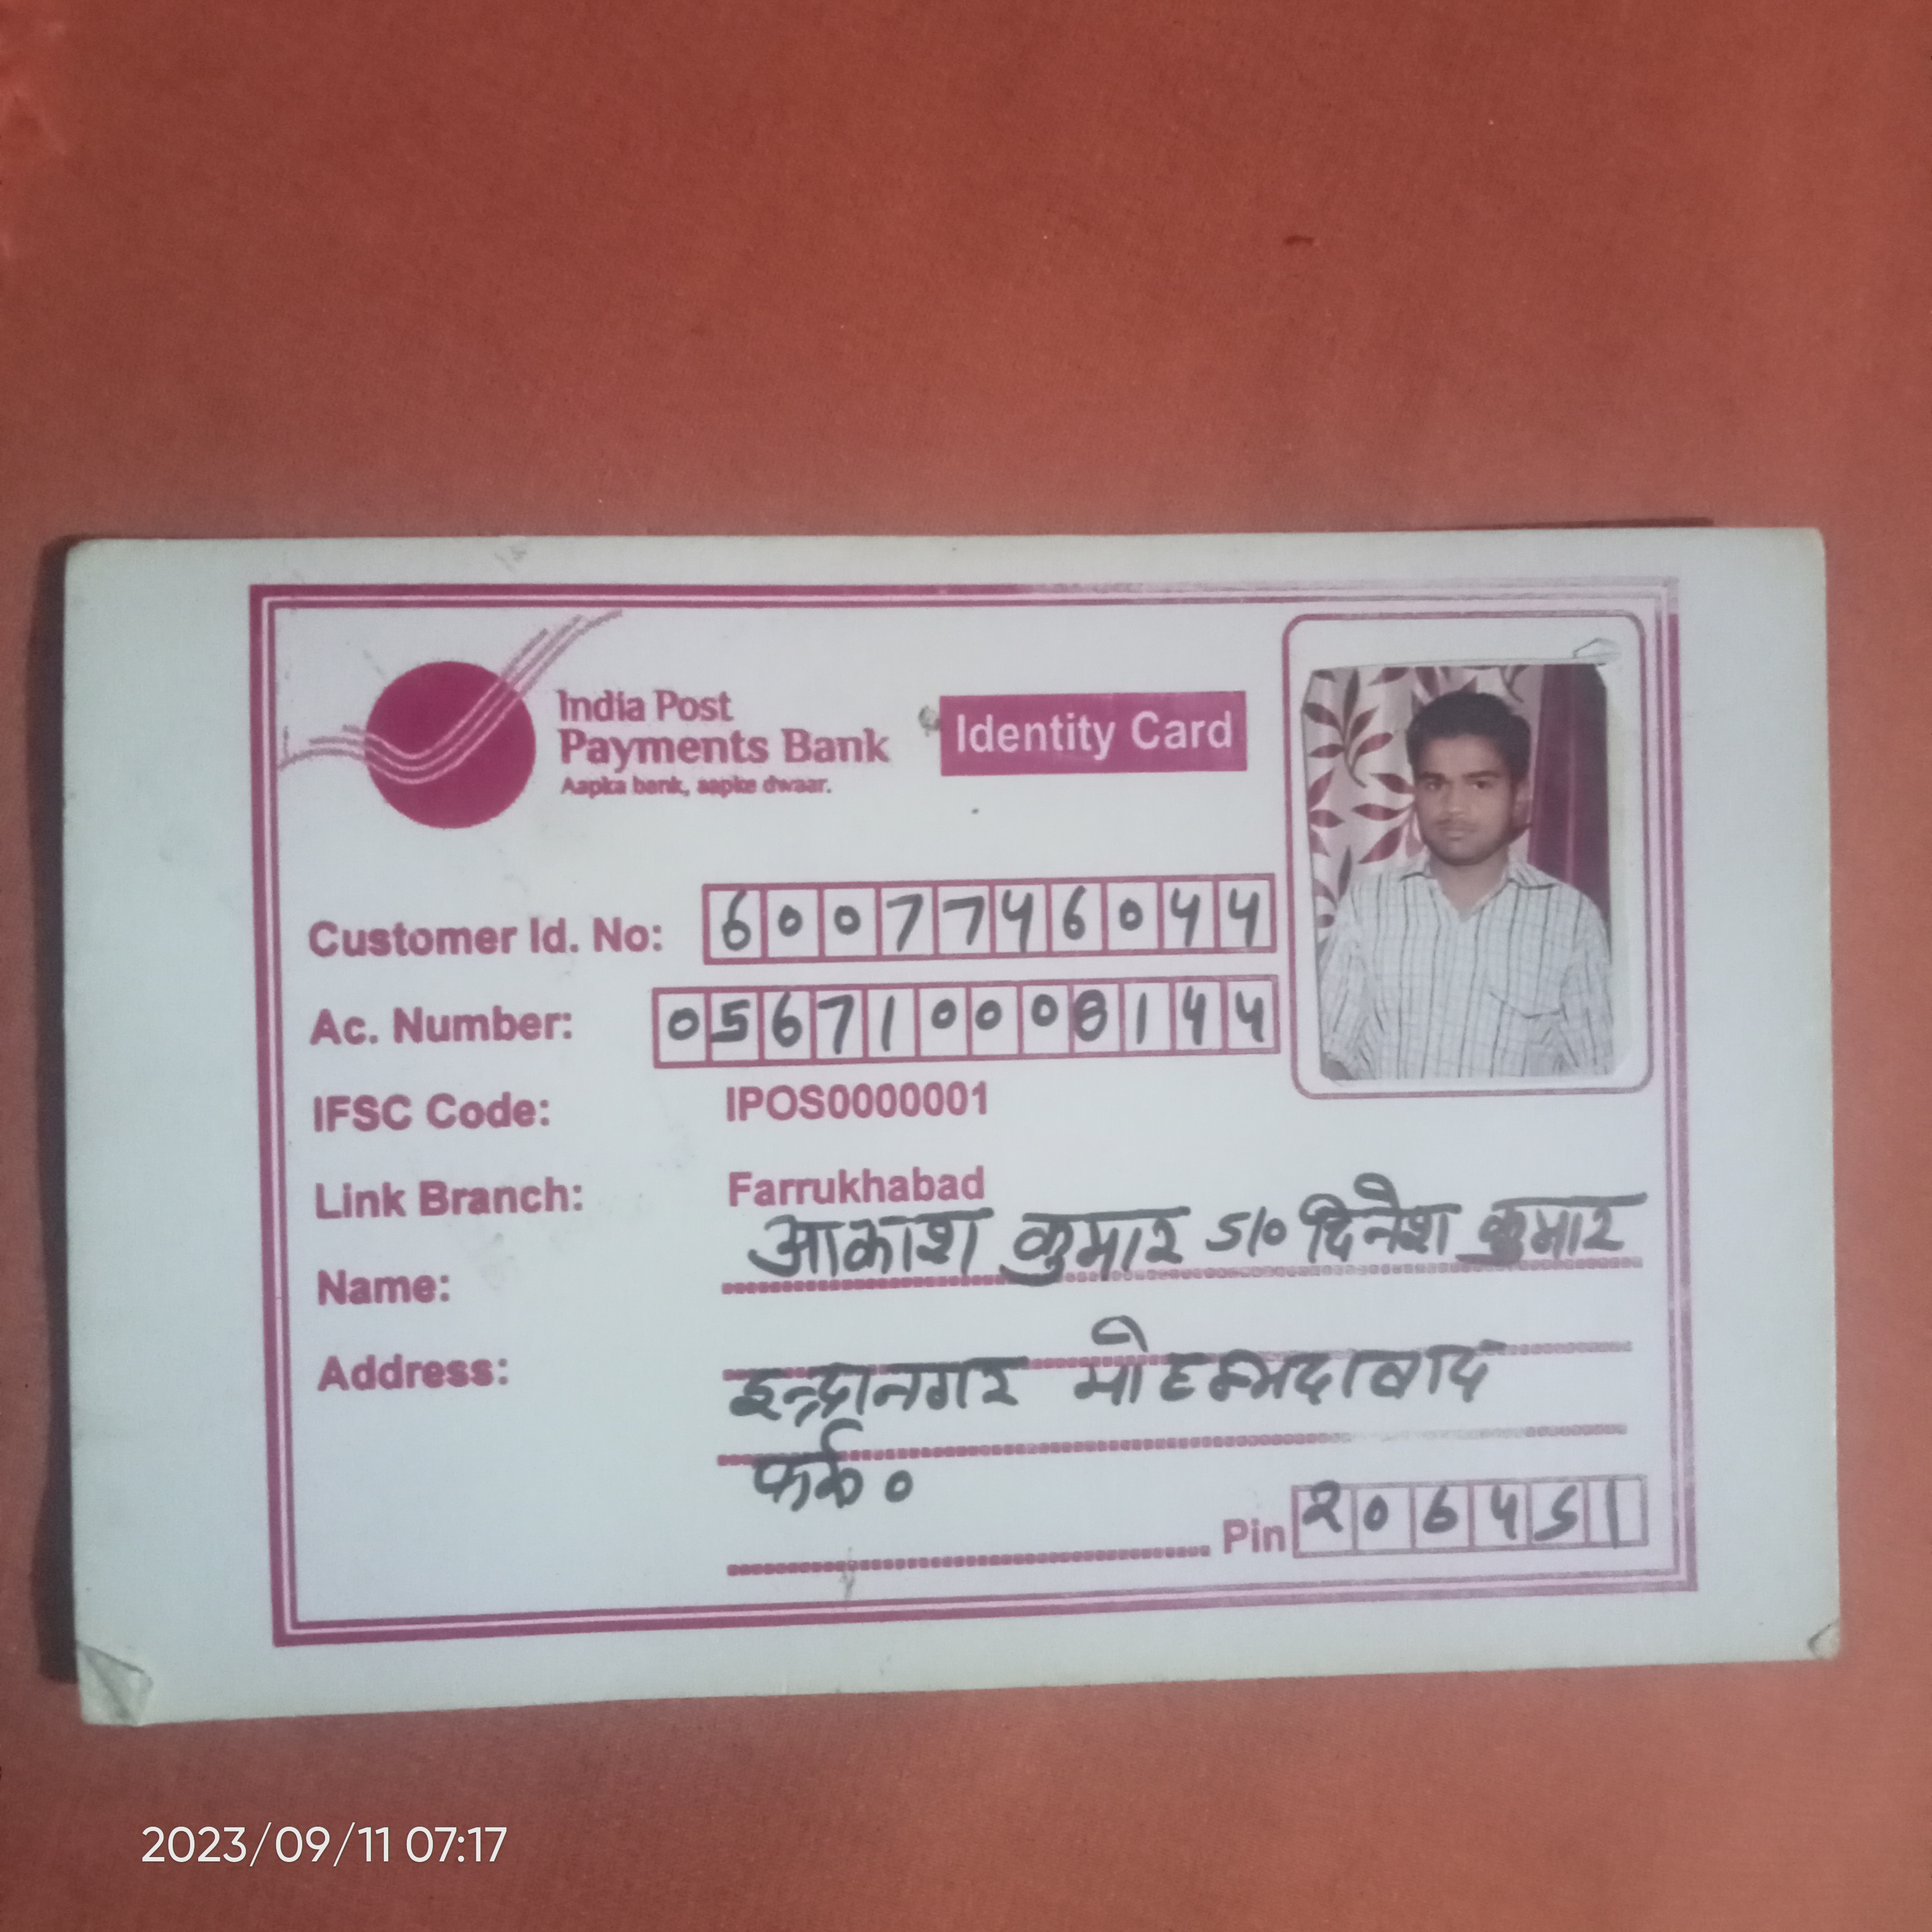 India Post
Payments Bank
Aapka bank, aapke dwaar.
Identity Card
Customer Id. No: 6007746044
Ac. Number: 056710008144
IFSC Code: IPOS0000001
Link Branch: Farrukhabad
Name: आकाश कुमार S/o दिनेश कुमार
Address: इन्द्रानगर मोहम्मदाबाद
फर्रू०
Pin 206451
2023/09/11 07:17